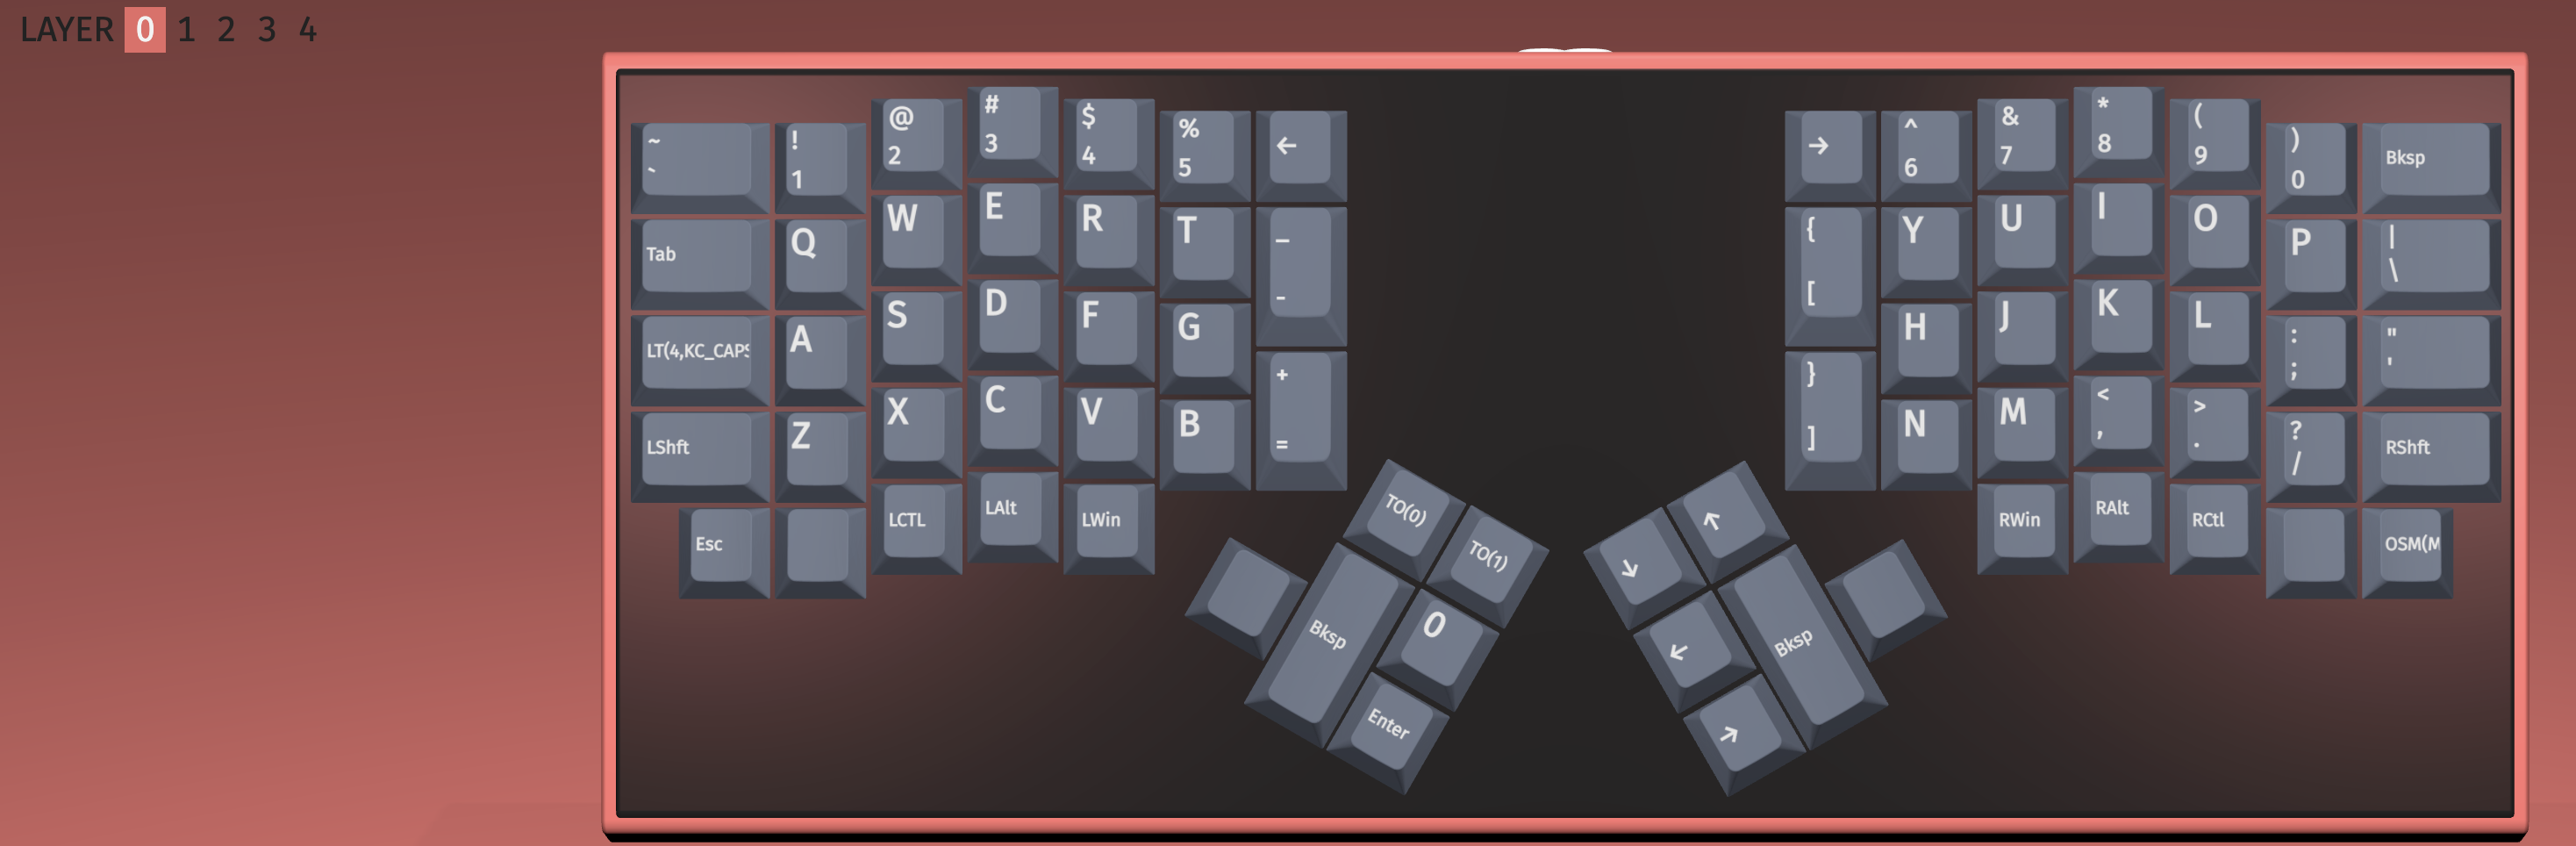 LAYER 0 1 2 3 4
~ ! @ # $ % ← → ^ & * ( ) Bksp
` 1 2 3 4 5 6 7 8 9 0
Tab Q W E R T _ { Y U I O P |
- [ \
LT(4,KC_CAPS A S D F G + } H J K L : "
= ] ; '
LShft Z X C V B N M < > ? RShft
, . /
Esc LCTL LAlt LWin RWin RAlt RCtl OSM(M
TO(0) TO(1) ↘ ↖
Bksp 0 ↙ Bksp
Enter ↗